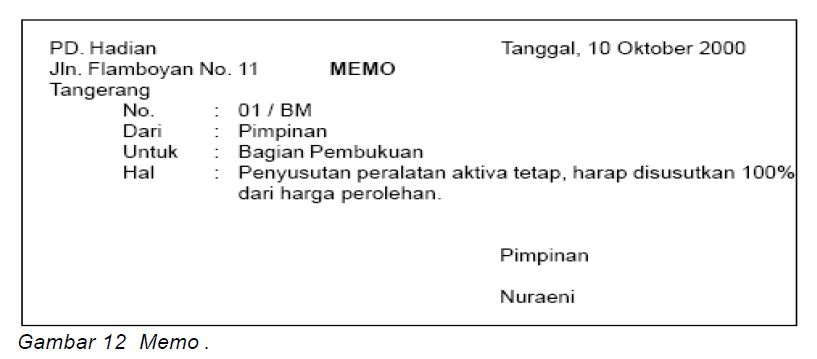 PD. Hadian Tanggal, 10 Oktober 2000
Jln. Flamboyan No. 11 MEMO
Tangerang
No. : 01 / BM
Dari : Pimpinan
Untuk : Bagian Pembukuan
Hal : Penyusutan peralatan aktiva tetap, harap disusutkan 100%
dari harga perolehan.
Pimpinan
Nuraeni
Gambar 12 Memo .